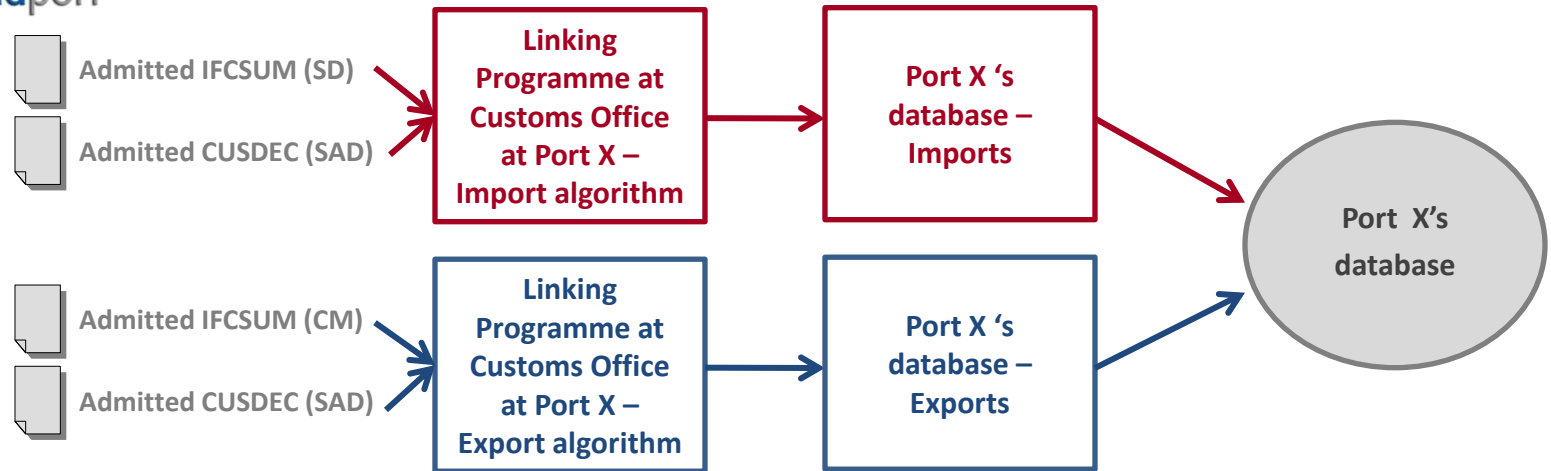 Admitted IFCSUM (SD)
Admitted CUSDEC (SAD)
Linking
Programme at
Customs Office
at Port X –
Import algorithm
Port X ‘s
database –
Imports
Port X’s
database
Admitted IFCSUM (CM)
Admitted CUSDEC (SAD)
Linking
Programme at
Customs Office
at Port X –
Export algorithm
Port X ‘s
database –
Exports